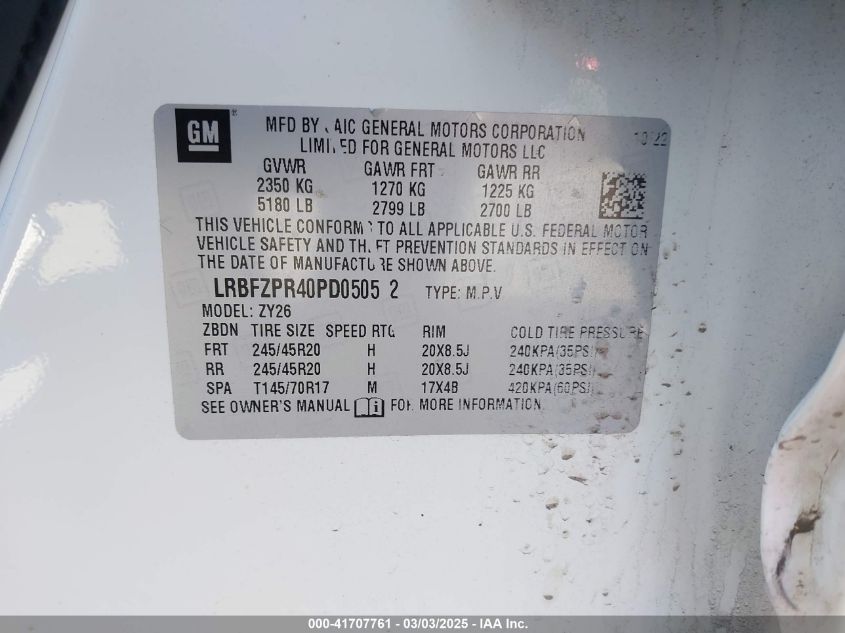 GM ®
MFD BY AIC GENERAL MOTORS CORPORATION 10 22
LIMITED FOR GENERAL MOTORS LLC
GVWR GAWR FRT GAWR RR
2350 KG 1270 KG 1225 KG
5180 LB 2799 LB 2700 LB
THIS VEHICLE CONFORM TO ALL APPLICABLE U.S. FEDERAL MOTOR
VEHICLE SAFETY AND THEFT PREVENTION STANDARDS IN EFFECT ON
THE DATE OF MANUFACTURE SHOWN ABOVE.
LRBFZPR40PD0505 2 TYPE: M.P.V
MODEL: ZY26
ZBDN TIRE SIZE SPEED RTG RIM COLD TIRE PRESSURE
FRT 245/45R20 H 20X8.5J 240KPA(35PSI)
RR 245/45R20 H 20X8.5J 240KPA(35PSI)
SPA T145/70R17 M 17X4B 420KPA(60PSI)
SEE OWNER'S MANUAL FOR MORE INFORMATION
000-41707761 / 03/03/2025 - IAA Inc.